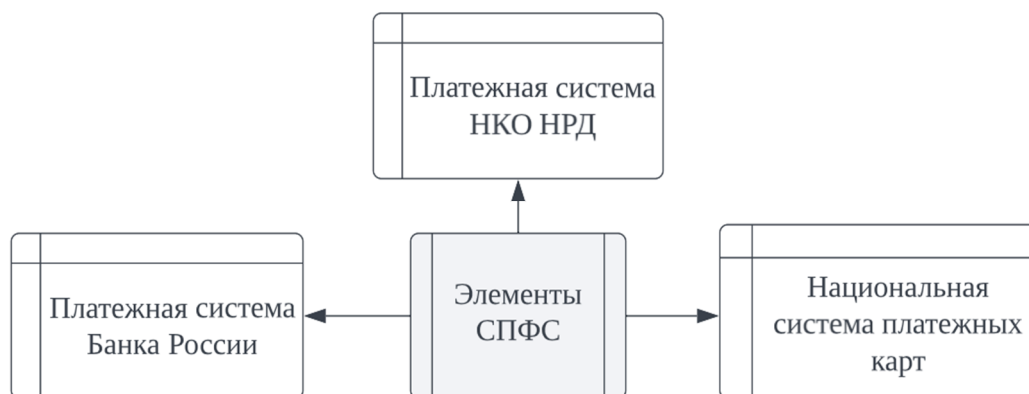 Платежная система
НКО НРД
Платежная система
Банка России
Элементы
СПФС
Национальная
система платежных
карт